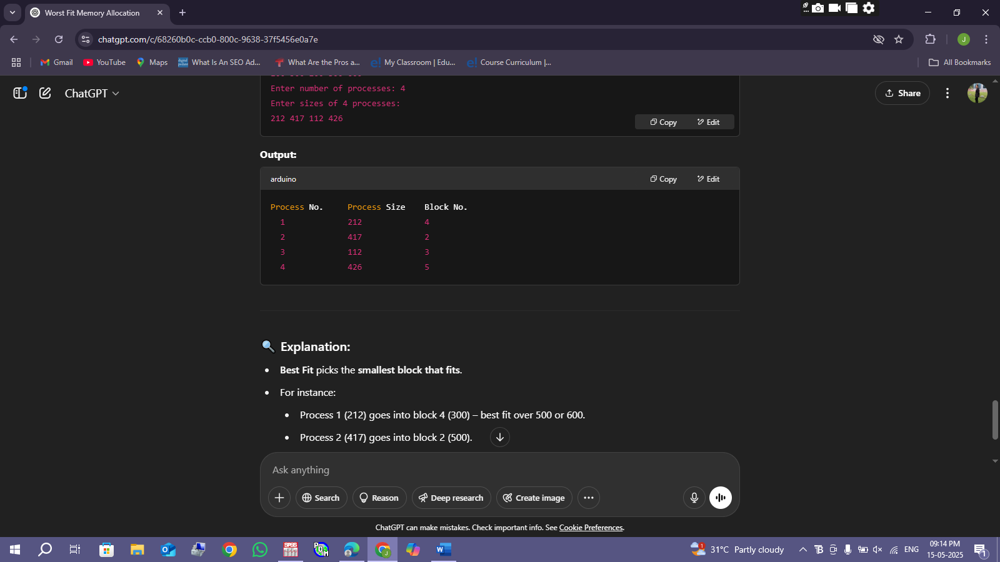 Worst Fit Memory Allocation
chatgpt.com/c/68260b0c-ccb0-800c-9638-37f5456e0a7e
J
Gmail
YouTube
Maps
What Is An SEO Ad...
What Are the Pros a...
My Classroom | Edu...
Course Curriculum |...
All Bookmarks
ChatGPT
Share
Enter number of processes: 4
Enter sizes of 4 processes:
212 417 112 426
Copy Edit
Output:
arduino
Copy Edit
Process No. Process Size Block No.
1 212 4
2 417 2
3 112 3
4 426 5
🔍 Explanation:
• Best Fit picks the smallest block that fits.
• For instance:
• Process 1 (212) goes into block 4 (300) – best fit over 500 or 600.
• Process 2 (417) goes into block 2 (500).
Ask anything
Search
Reason
Deep research
Create image
ChatGPT can make mistakes. Check important info. See Cookie Preferences.
31°C Partly cloudy
ENG
09:14 PM
15-05-2025
1